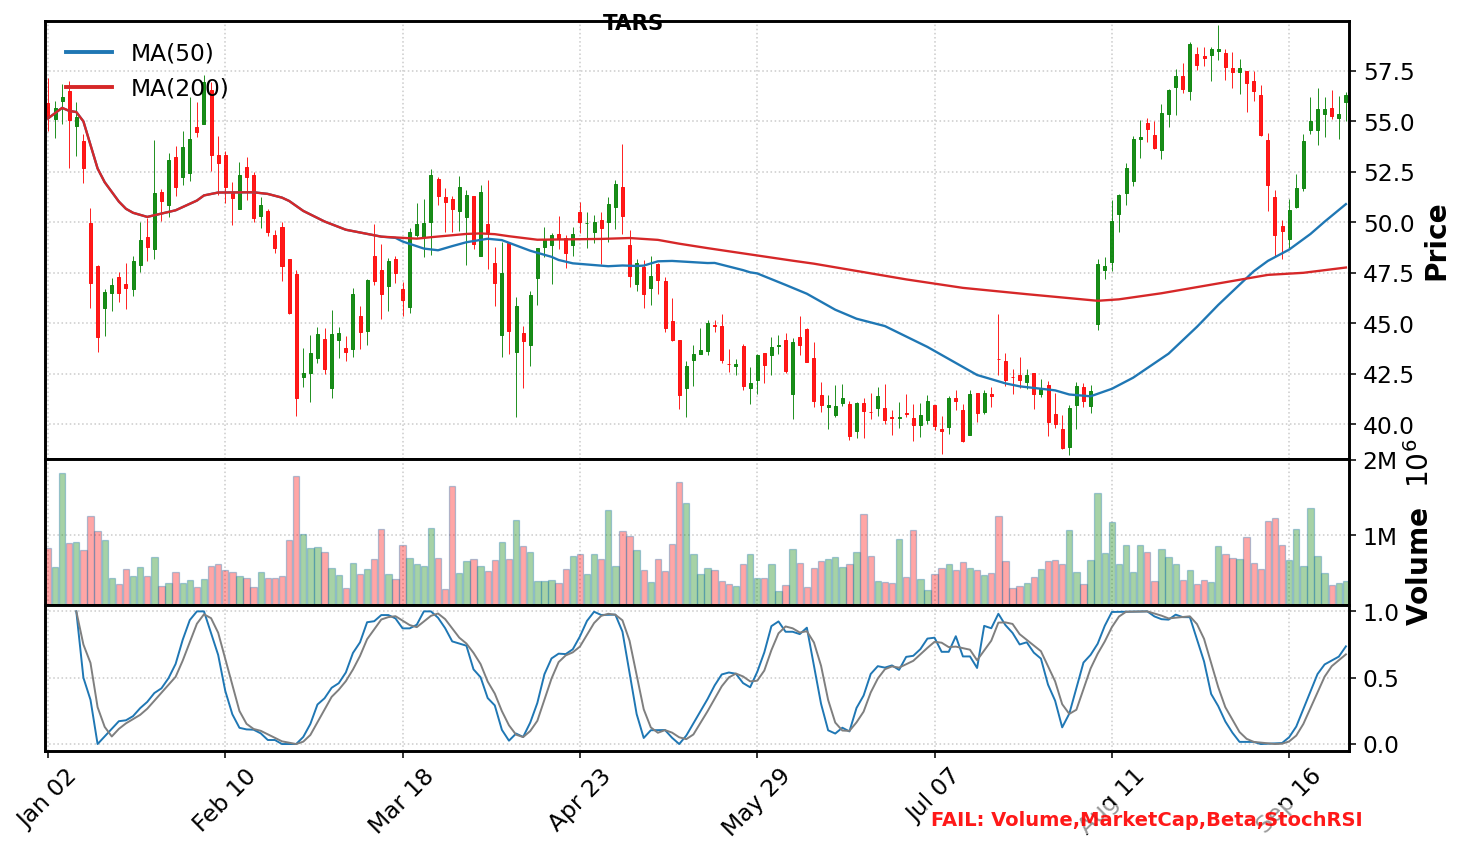 TARS
MA(50)
MA(200)
57.5
55.0
52.5
50.0
47.5
45.0
42.5
40.0
Price
2M
1M
Volume 10^6
1.0
0.5
0.0
Jan 02
Feb 10
Mar 18
Apr 23
May 29
Jul 07
Aug 11
Sep 16
FAIL: Volume,MarketCap,Beta,StochRSI